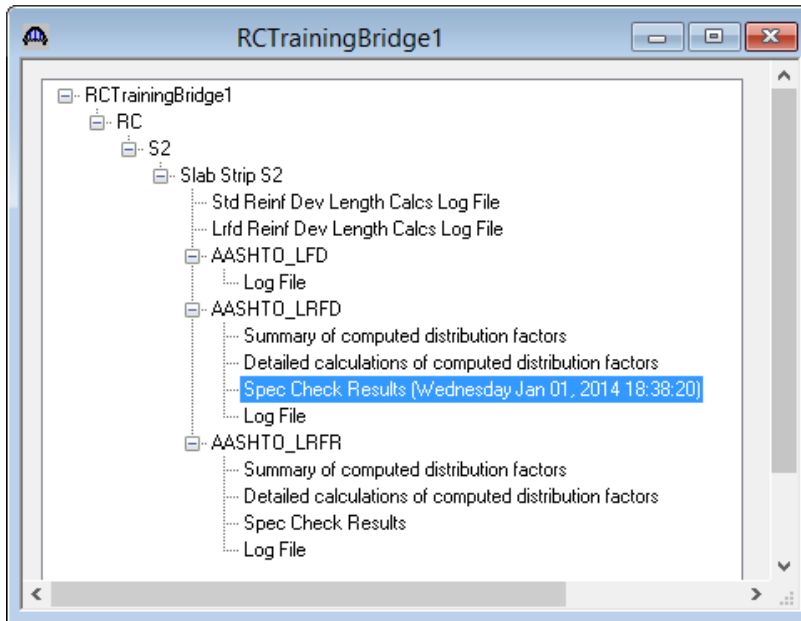 RCTrainingBridge1
RCTrainingBridge1
RC
S2
Slab Strip S2
Std Reinf Dev Length Calcs Log File
Lrfd Reinf Dev Length Calcs Log File
AASHTO_LFD
Log File
AASHTO_LRFD
Summary of computed distribution factors
Detailed calculations of computed distribution factors
Spec Check Results (Wednesday Jan 01, 2014 18:38:20)
Log File
AASHTO_LRFR
Summary of computed distribution factors
Detailed calculations of computed distribution factors
Spec Check Results
Log File